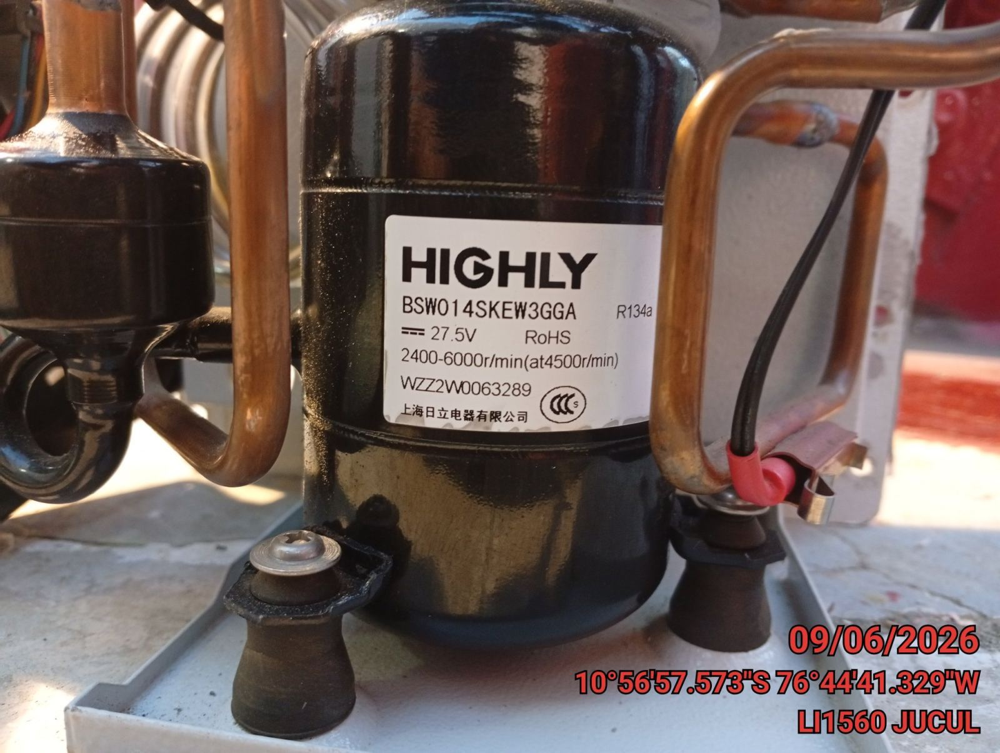 HIGHLY
BSW014SKEW3GGA R134a
27.5V RoHS
2400-6000r/min(at4500r/min)
WZZ2W0063289
CCC S
上海日立电器有限公司
09/06/2026
10°56'57.573"S 76°44'41.329"W
LI1560 JUCUL